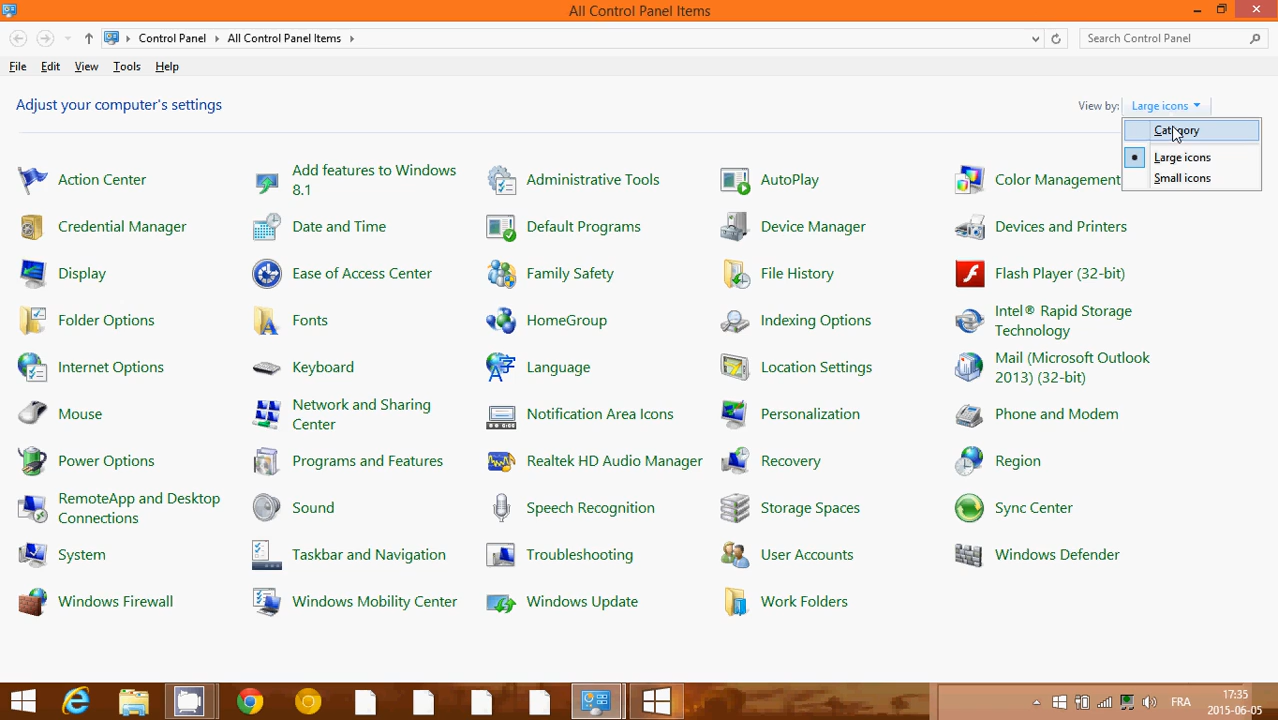 All Control Panel Items
Control Panel
All Control Panel Items
Search Control Panel
File Edit View Tools Help
Adjust your computer's settings
View by: Large icons
Category
Large icons
Small icons
Action Center
Add features to Windows
8.1
Administrative Tools
AutoPlay
Color Management
Credential Manager
Date and Time
Default Programs
Device Manager
Devices and Printers
Display
Ease of Access Center
Family Safety
File History
Flash Player (32-bit)
Folder Options
Fonts
HomeGroup
Indexing Options
Intel® Rapid Storage
Technology
Internet Options
Keyboard
Language
Location Settings
Mail (Microsoft Outlook
2013) (32-bit)
Mouse
Network and Sharing
Center
Notification Area Icons
Personalization
Phone and Modem
Power Options
Programs and Features
Realtek HD Audio Manager
Recovery
Region
RemoteApp and Desktop
Connections
Sound
Speech Recognition
Storage Spaces
Sync Center
System
Taskbar and Navigation
Troubleshooting
User Accounts
Windows Defender
Windows Firewall
Windows Mobility Center
Windows Update
Work Folders
FRA
17:35
2015-06-05